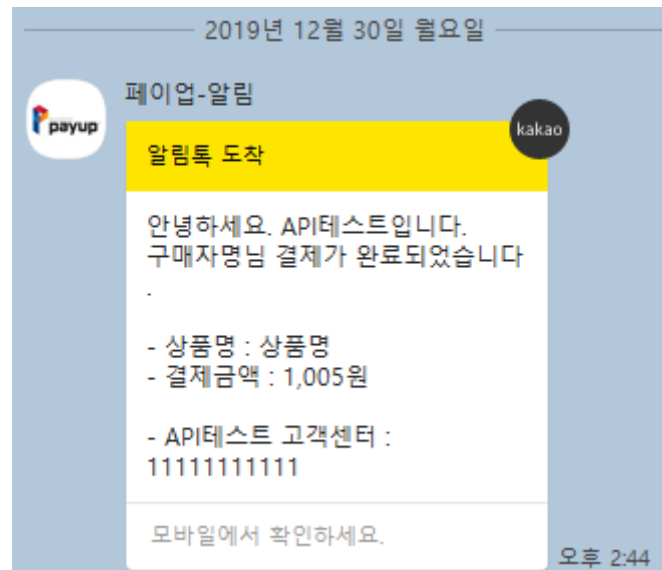 2019년 12월 30일 월요일
페이업-알림
payup
kakao
알림톡 도착
안녕하세요. API테스트입니다.
구매자명님 결제가 완료되었습니다
.
- 상품명 : 상품명
- 결제금액 : 1,005원
- API테스트 고객센터 :
11111111111
모바일에서 확인하세요.
오후 2:44